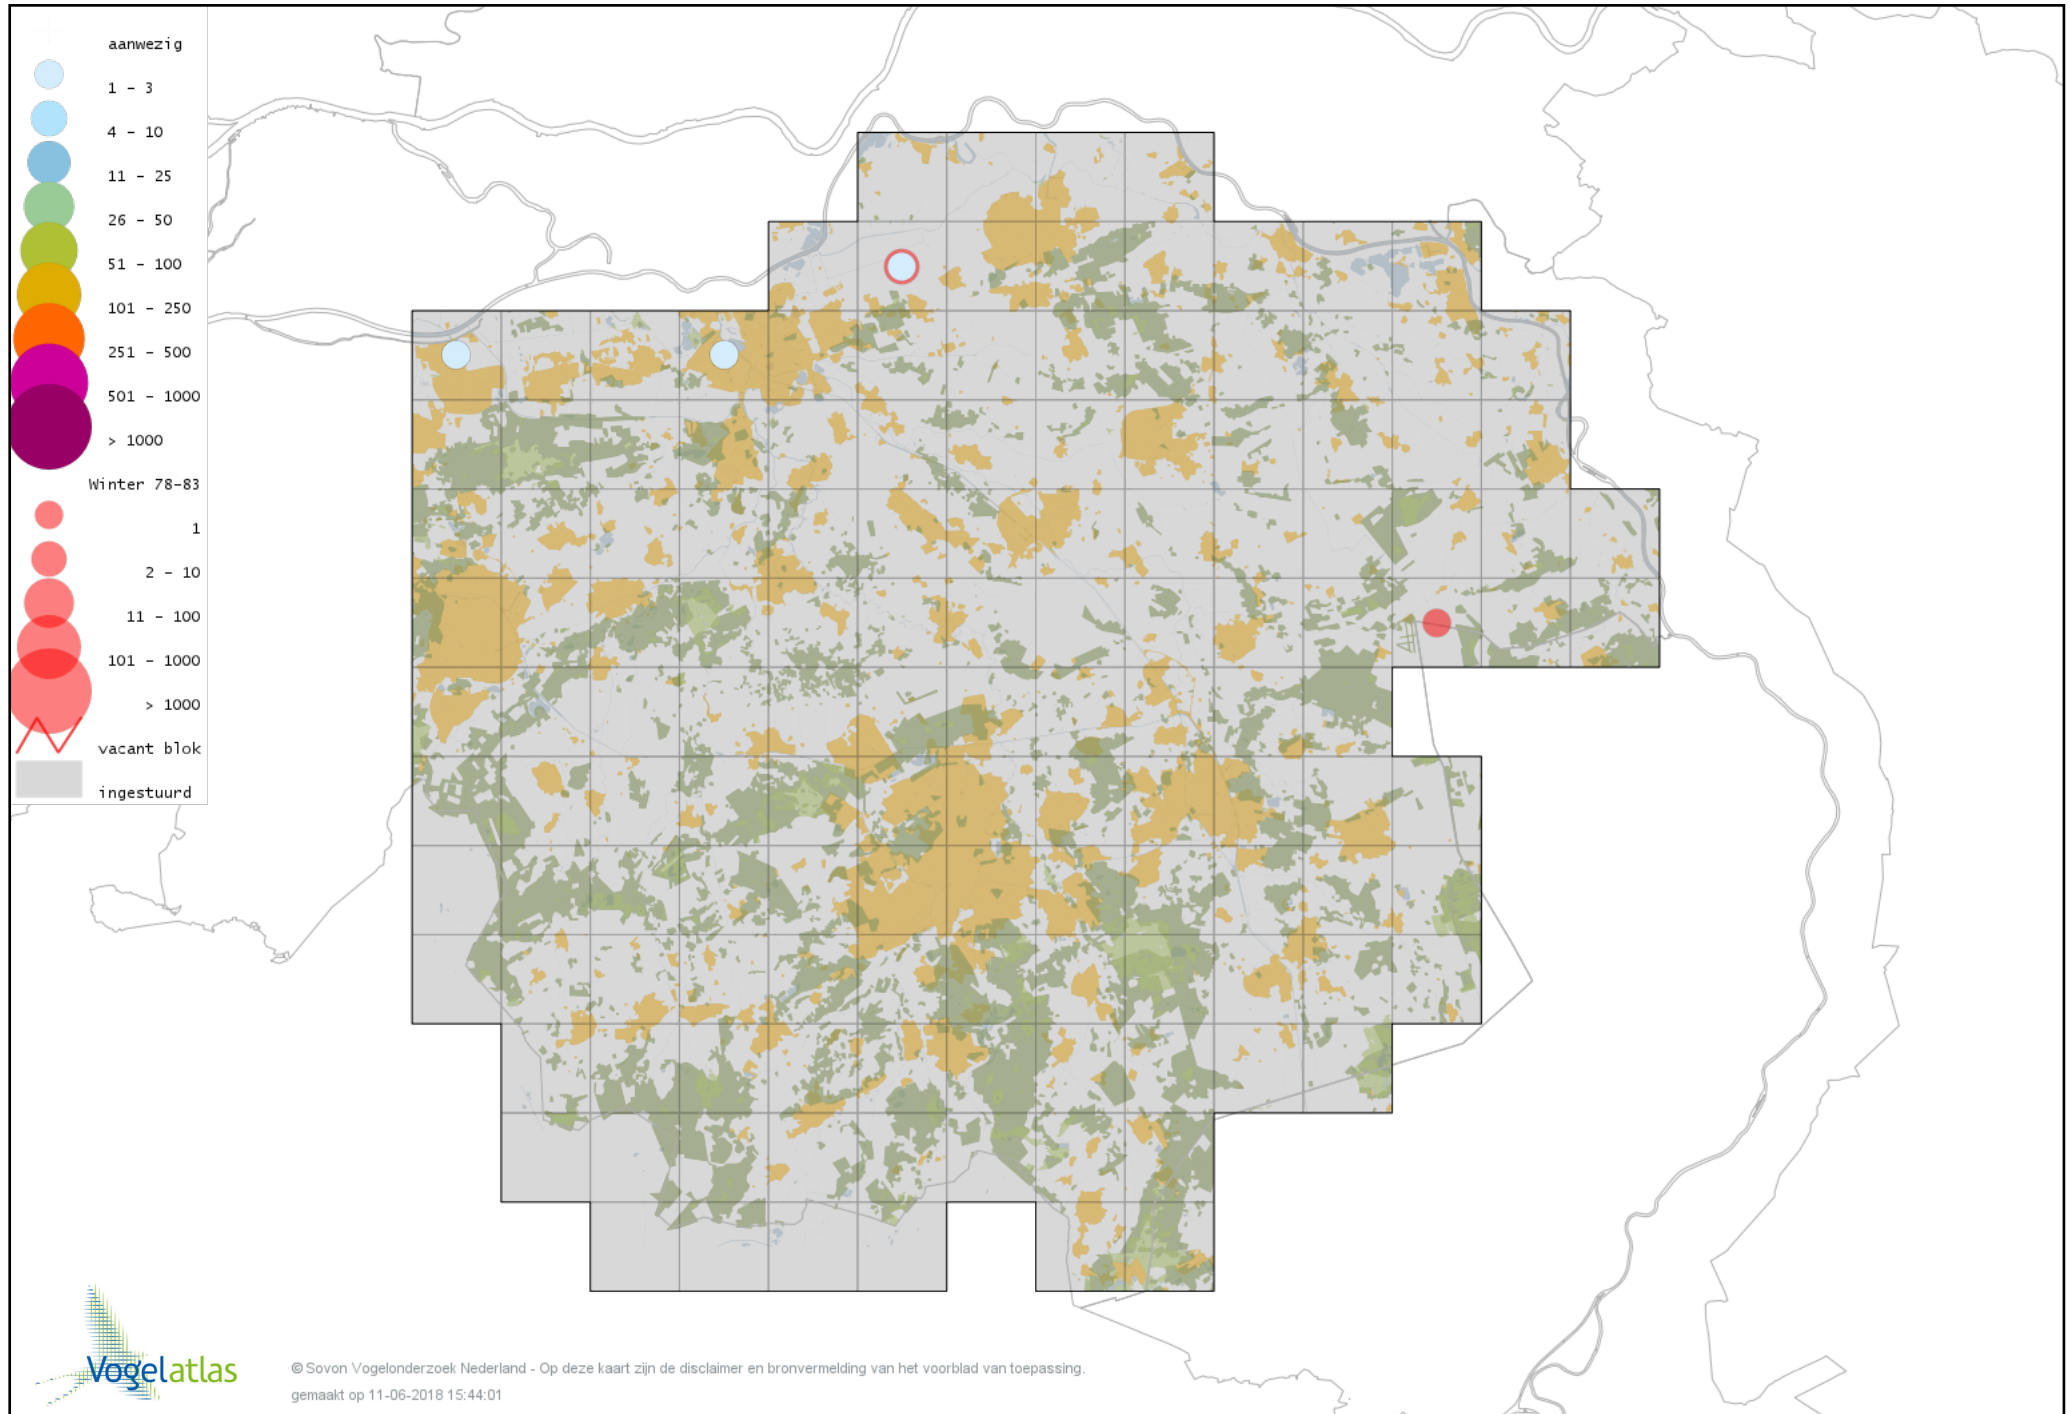 aanwezig
1 - 3
4 - 10
11 - 25
26 - 50
51 - 100
101 - 250
251 - 500
501 - 1000
> 1000
Winter 78-83
1
2 - 10
11 - 100
101 - 1000
> 1000
vacant blok
ingestuurd
Vogelatlas
© Sovon Vogelonderzoek Nederland - Op deze kaart zijn de disclaimer en bronvermelding van het voorblad van toepassing.
gemaakt op 11-06-2018 15:44:01